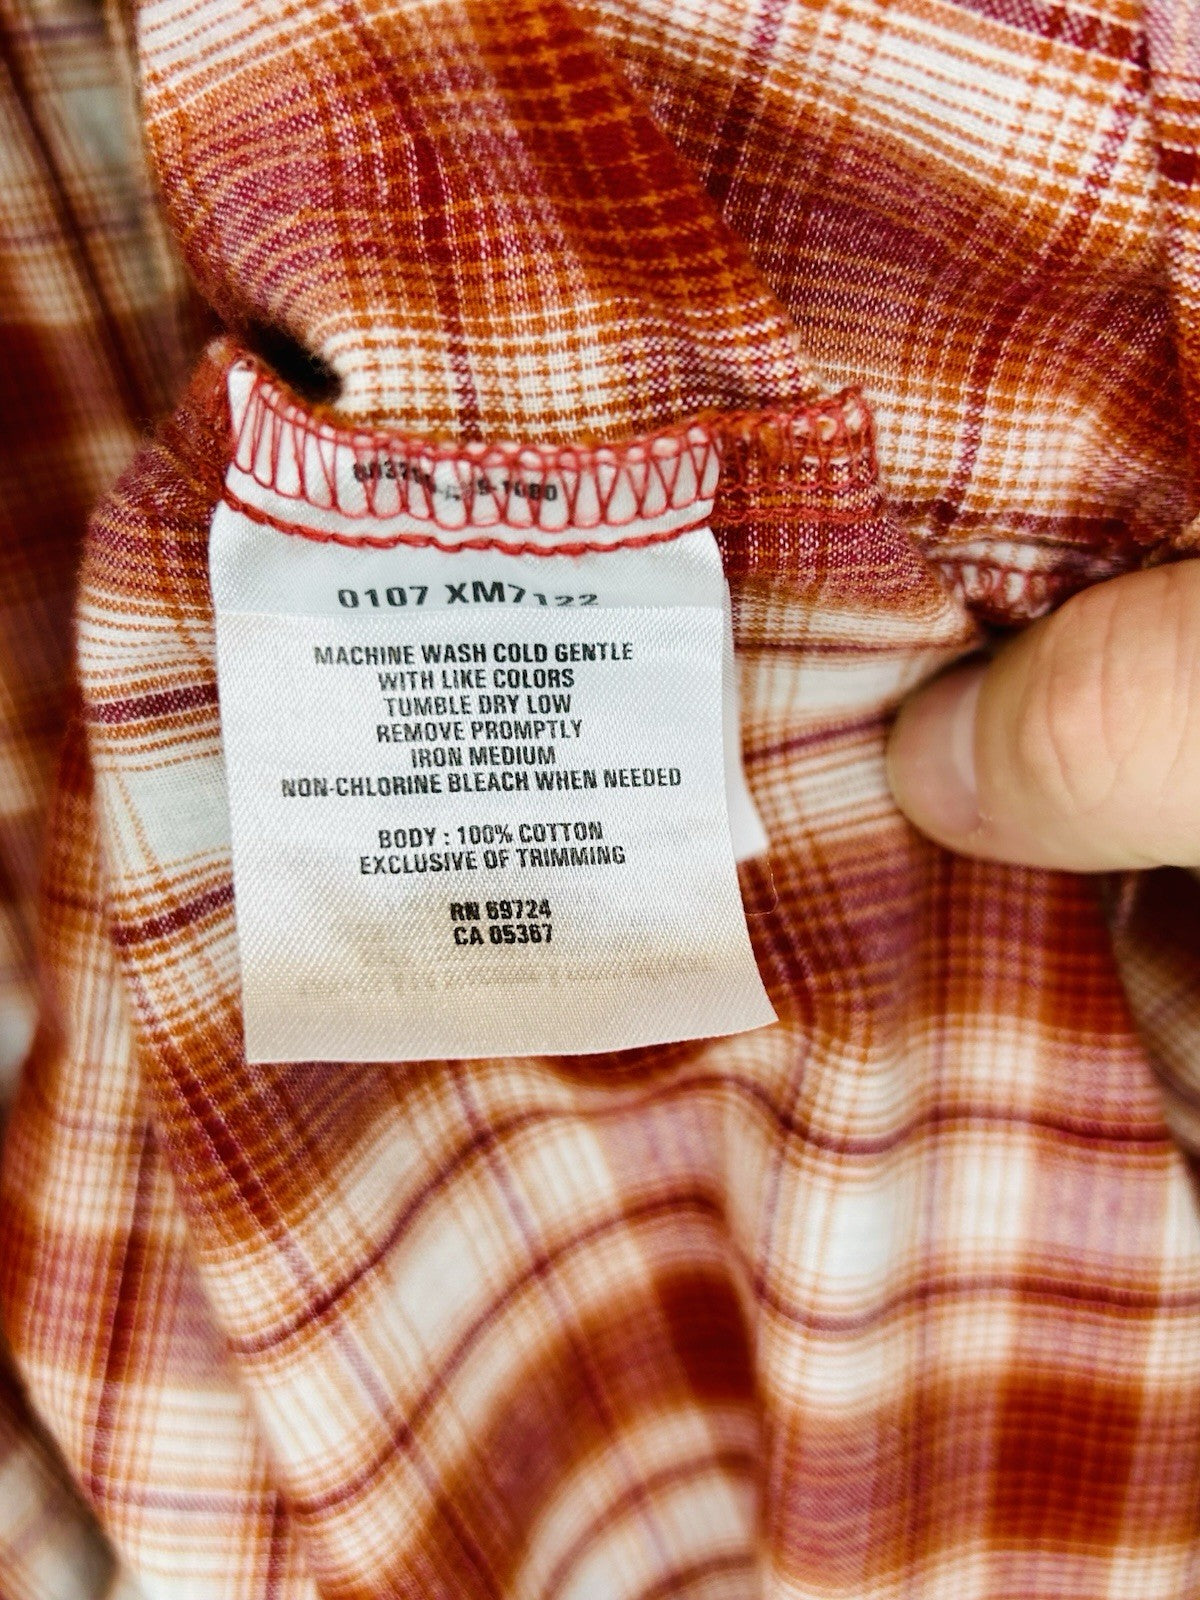 0107 XM7122
MACHINE WASH COLD GENTLE
WITH LIKE COLORS
TUMBLE DRY LOW
REMOVE PROMPTLY
IRON MEDIUM
NON-CHLORINE BLEACH WHEN NEEDED
BODY : 100% COTTON
EXCLUSIVE OF TRIMMING
RN 69724
CA 05367